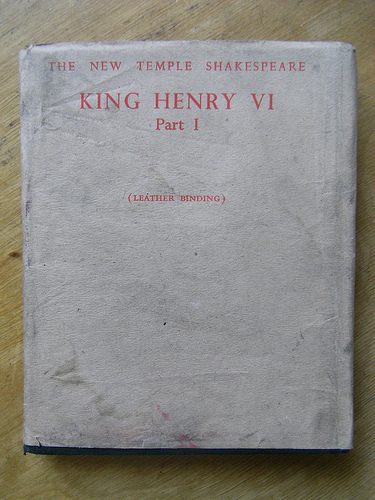 THE NEW TEMPLE SHAKESPEARE
KING HENRY VI
Part I
(LEATHER BINDING)